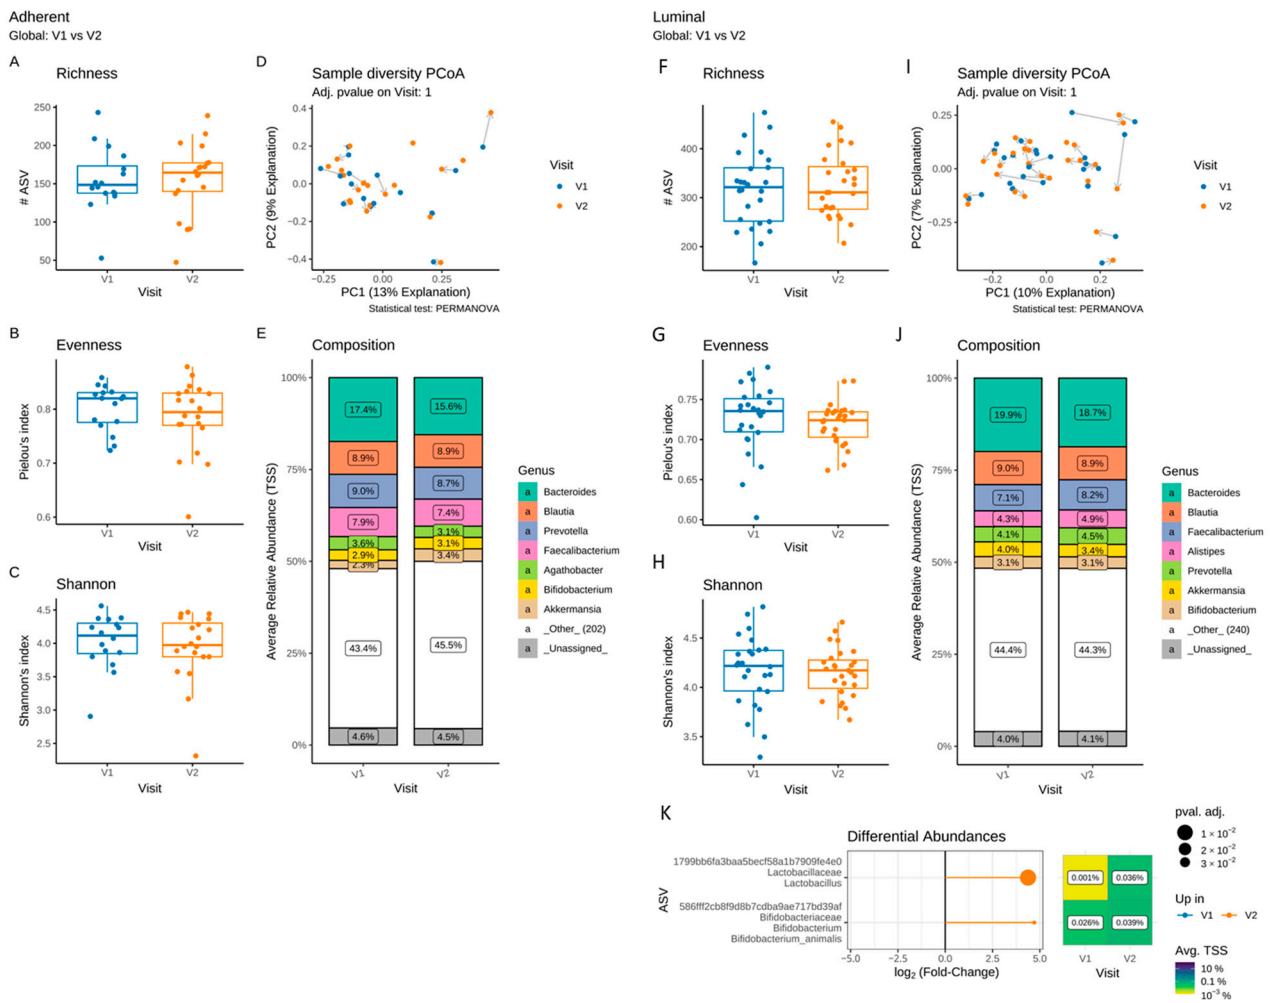 Adherent
Global: V1 vs V2
A
Richness
# ASV
250
200
150
100
50
V1
V2
Visit
D
Sample diversity PCoA
Adj. pvalue on Visit: 1
PC2 (9% Explanation)
0.4
0.2
0.0
−0.2
−0.4
−0.25
0.00
0.25
PC1 (13% Explanation)
Statistical test: PERMANOVA
Visit
V1
V2
B
Evenness
Pielou's index
0.8
0.7
0.6
V1
V2
Visit
C
Shannon
Shannon's index
4.5
4.0
3.5
3.0
2.5
V1
V2
Visit
E
Composition
Average Relative Abundance (TSS)
100%
75%
50%
25%
0%
17.4%
8.9%
9.0%
7.9%
3.6%
2.9%
2.3%
43.4%
4.6%
15.6%
8.9%
8.7%
7.4%
3.1%
3.1%
3.4%
45.5%
4.5%
V1
V2
Visit
Genus
a Bacteroides
a Blautia
a Prevotella
a Faecalibacterium
a Agathobacter
a Bifidobacterium
a Akkermansia
a _Other_ (202)
a _Unassigned_
Luminal
Global: V1 vs V2
F
Richness
# ASV
400
300
200
V1
V2
Visit
I
Sample diversity PCoA
Adj. pvalue on Visit: 1
PC2 (7% Explanation)
0.25
0.00
−0.25
−0.2
0.0
0.2
PC1 (10% Explanation)
Statistical test: PERMANOVA
Visit
V1
V2
G
Evenness
Pielou's index
0.75
0.70
0.65
0.60
V1
V2
Visit
H
Shannon
Shannon's index
4.5
4.0
3.5
V1
V2
Visit
J
Composition
Average Relative Abundance (TSS)
100%
75%
50%
25%
0%
19.9%
9.0%
7.1%
4.3%
4.1%
4.0%
3.1%
44.4%
4.0%
18.7%
8.9%
8.2%
4.9%
4.5%
3.4%
3.1%
44.3%
4.1%
V1
V2
Visit
Genus
a Bacteroides
a Blautia
a Faecalibacterium
a Alistipes
a Prevotella
a Akkermansia
a Bifidobacterium
a _Other_ (240)
a _Unassigned_
K
Differential Abundances
ASV
1799bb6fa3baa5becf58a1b7909fe4e0
Lactobacillaceae
Lactobacillus
586fff2cb8f9d8b7cdba9ae717bd39af
Bifidobacteriaceae
Bifidobacterium
Bifidobacterium_animalis
−5.0
−2.5
0.0
2.5
5.0
log2 (Fold-Change)
0.001%
0.036%
0.026%
0.039%
V1
V2
Visit
pval. adj.
1 × 10−2
2 × 10−2
3 × 10−2
Up in
V1
V2
Avg. TSS
10 %
0.1 %
10−3 %